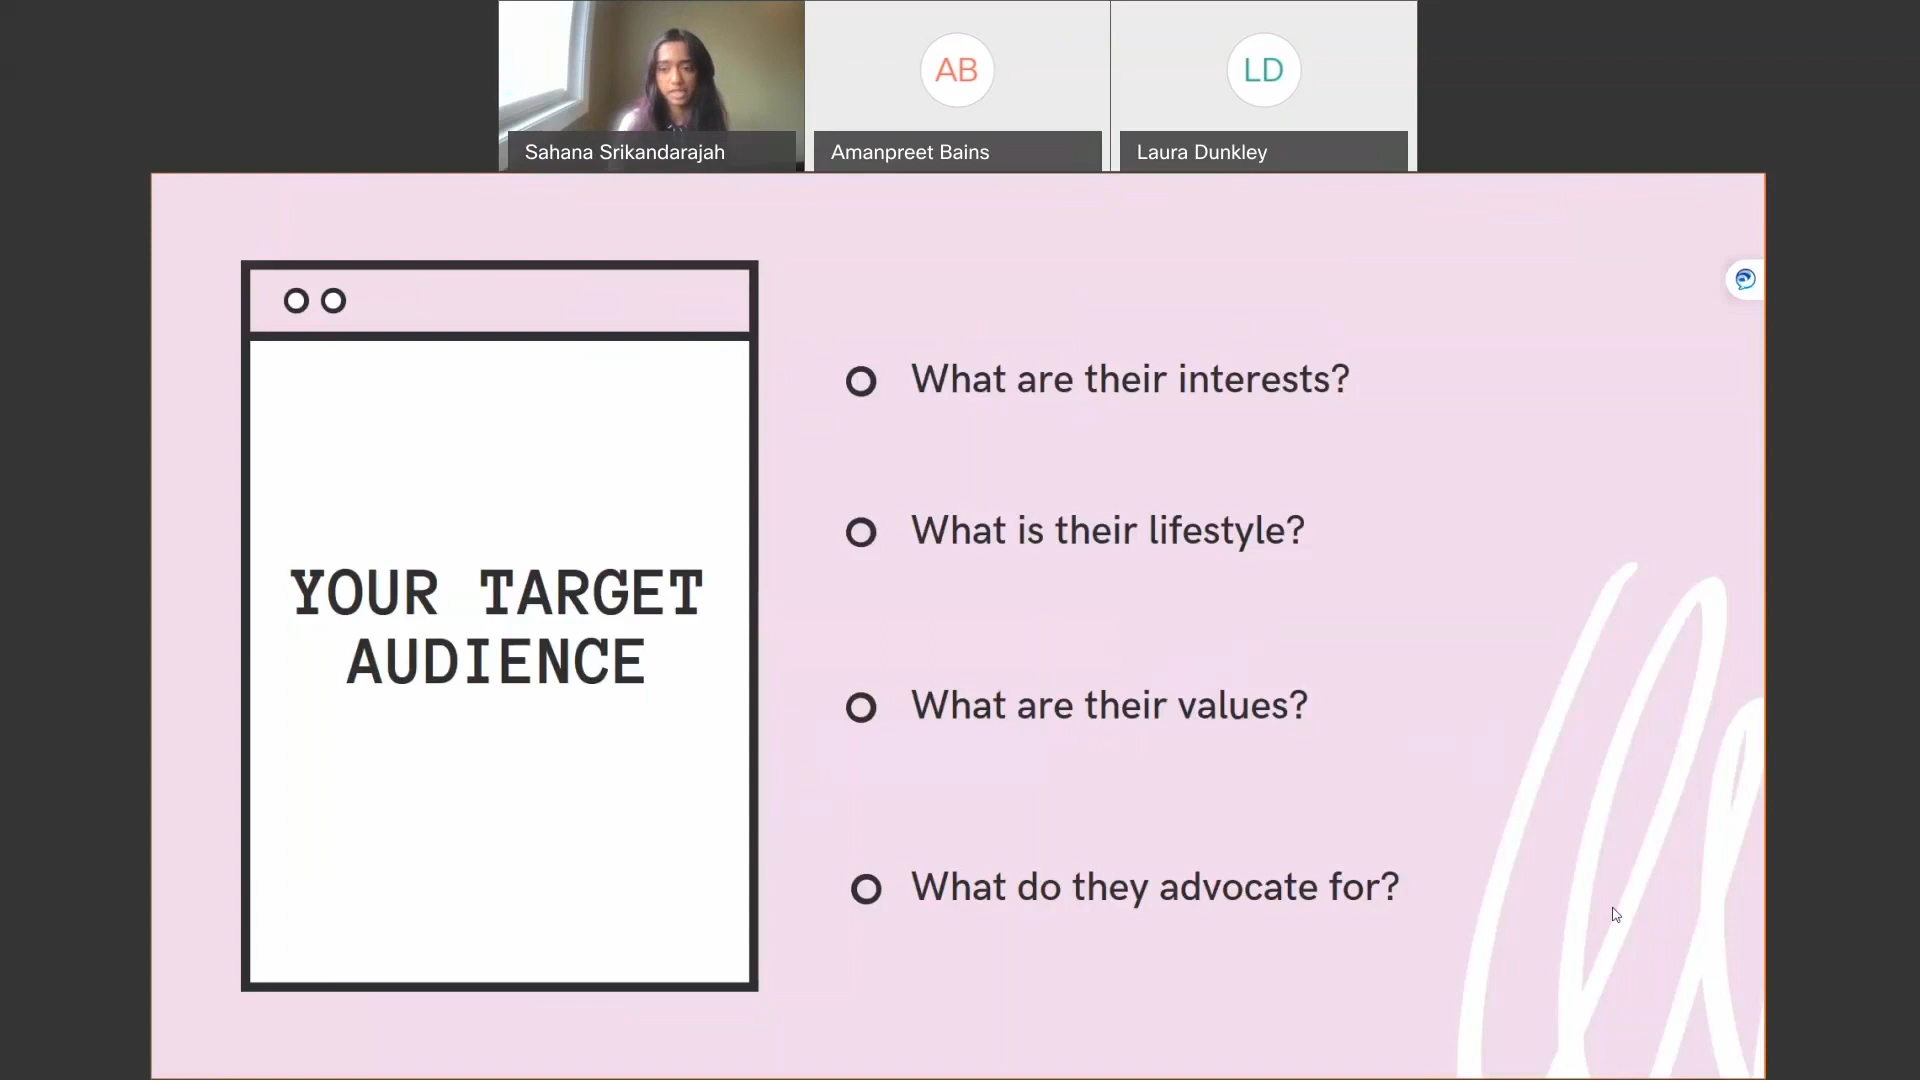 AB
LD
Sahana Srikandarajah
Amanpreet Bains
Laura Dunkley
YOUR TARGET
AUDIENCE
What are their interests?
What is their lifestyle?
What are their values?
What do they advocate for?